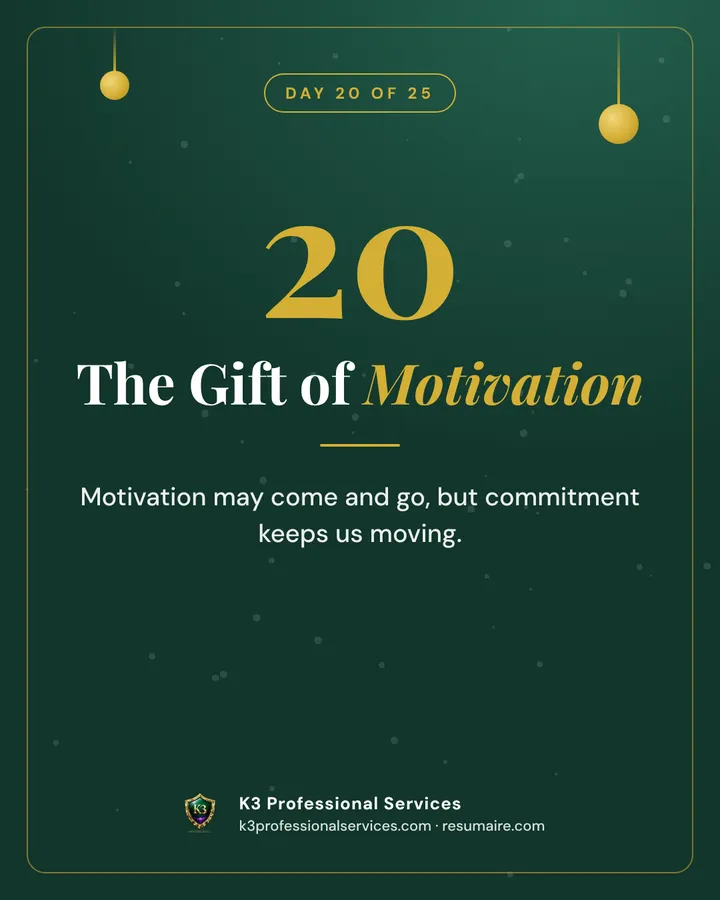 DAY 20 OF 25
20
The Gift of Motivation
Motivation may come and go, but commitment
keeps us moving.
K3
K3 Professional Services
k3professionalservices.com · resumaire.com